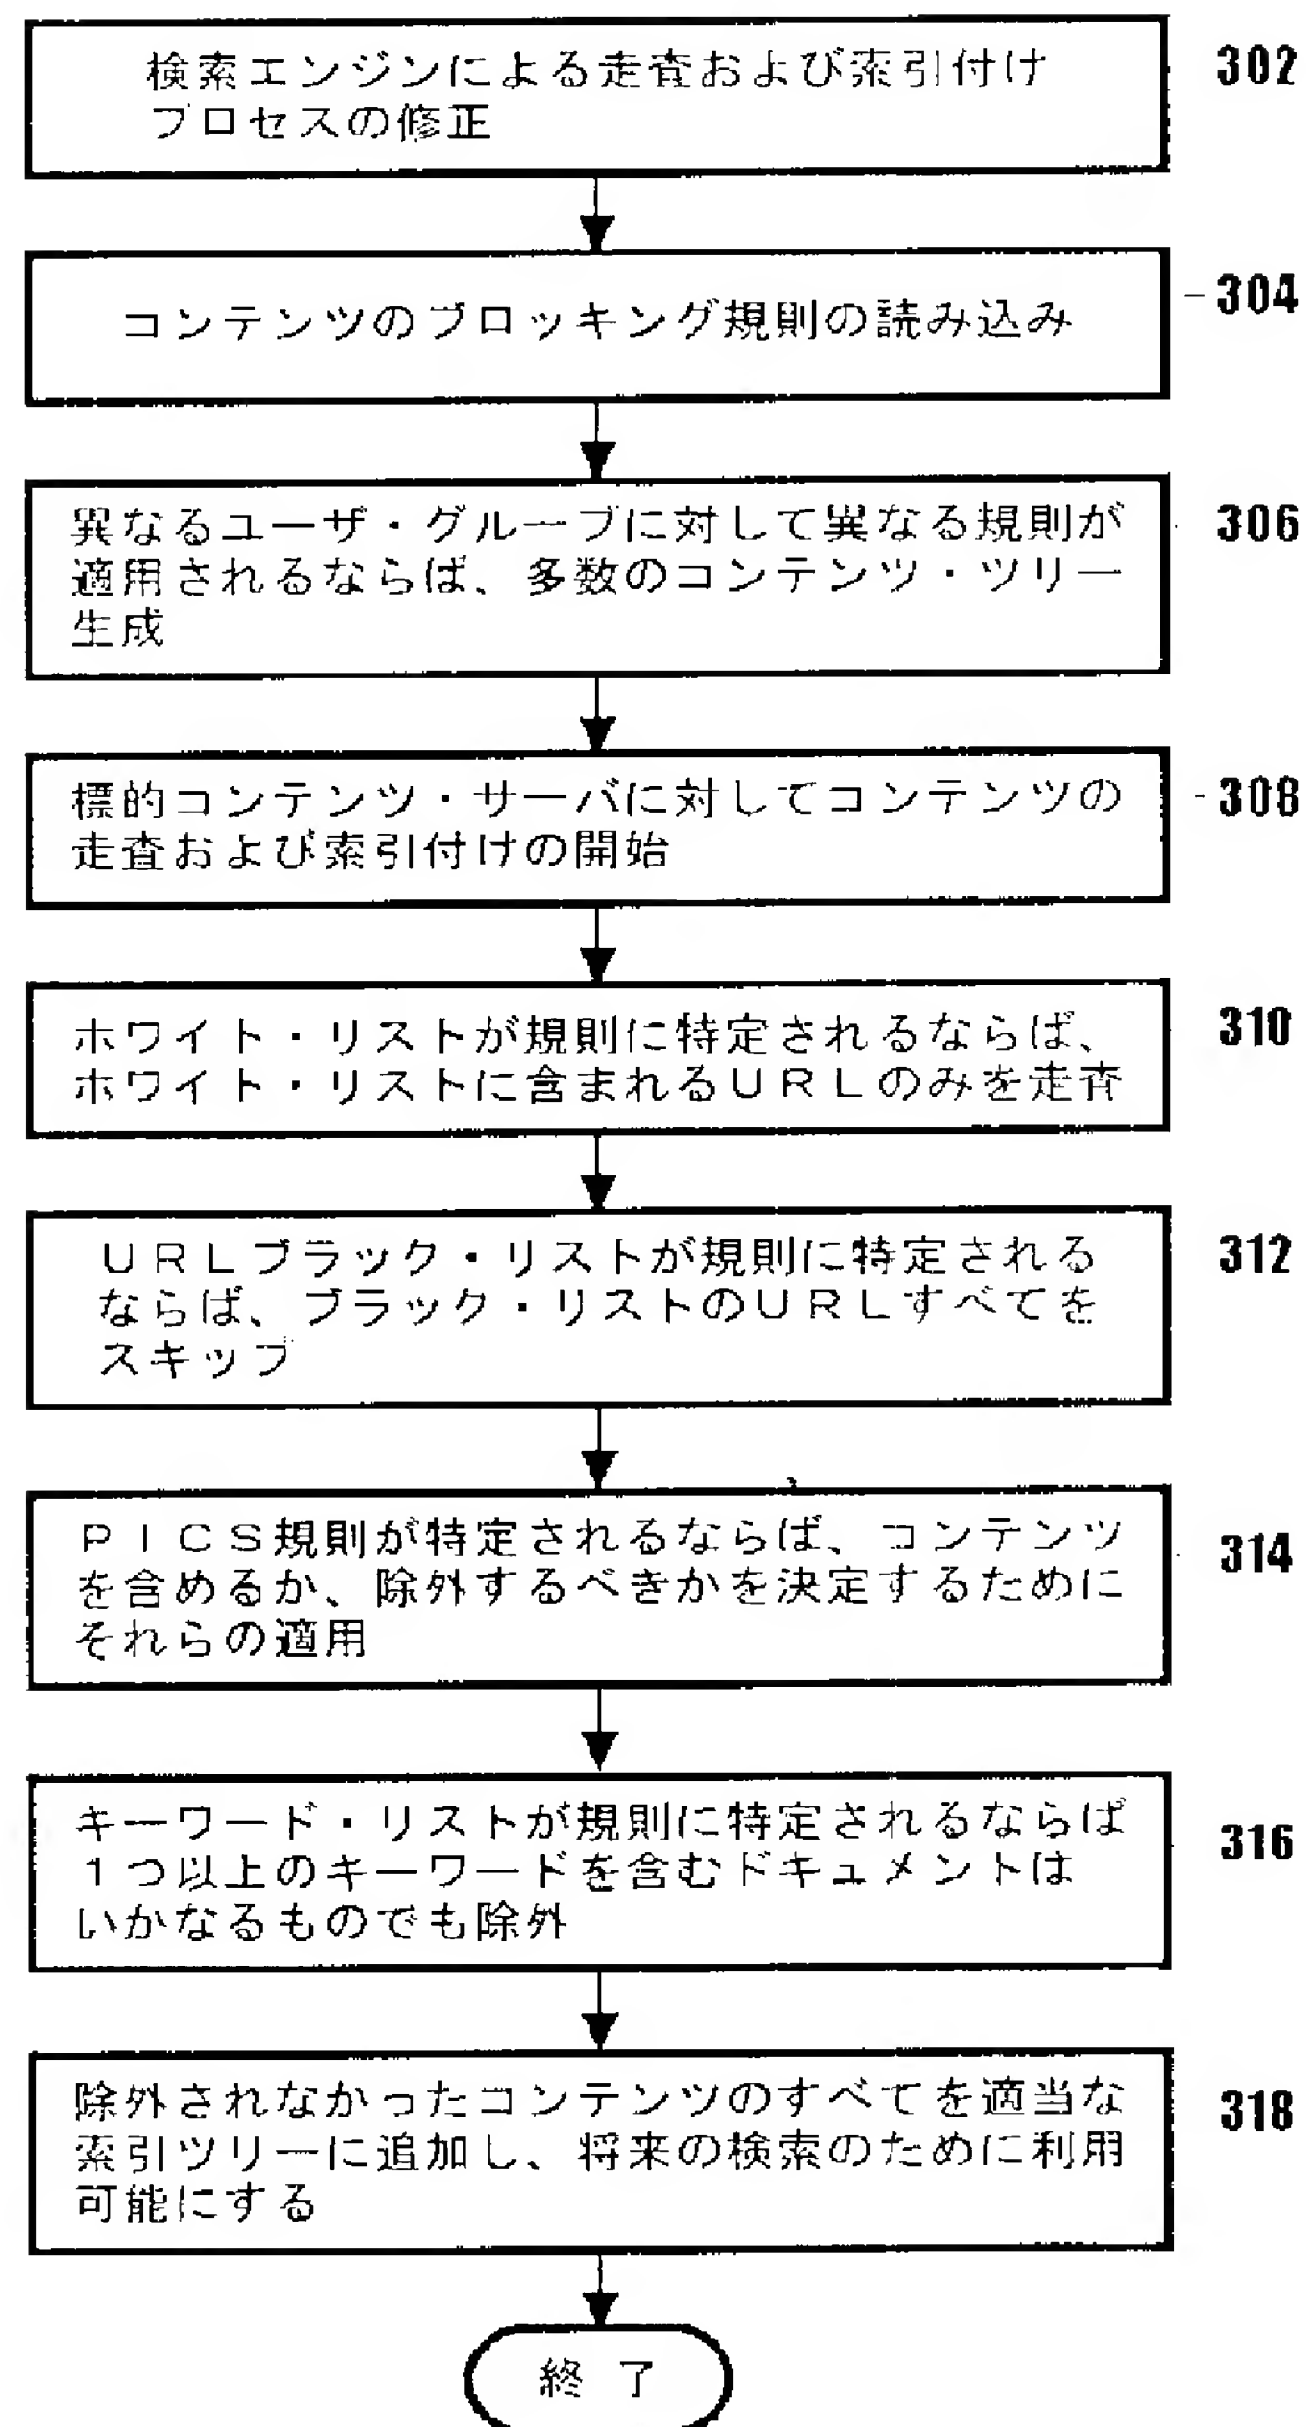 検索エンジンによる走査および索引付け
プロセスの修正
302
コンテンツのブロッキング規則の読み込み
304
異なるユーザ・グループに対して異なる規則が
適用されるならば、多数のコンテンツ・ツリー
生成
306
標的コンテンツ・サーバに対してコンテンツの
走査および索引付けの開始
308
ホワイト・リストが規則に特定されるならば、
ホワイト・リストに含まれるURLのみを走査
310
URLブラック・リストが規則に特定される
ならば、ブラック・リストのURLすべてを
スキップ
312
PICS規則が特定されるならば、コンテンツ
を含めるか、除外するべきかを決定するために
それらの適用
314
キーワード・リストが規則に特定されるならば
1つ以上のキーワードを含むドキュメントは
いかなるものでも除外
316
除外されなかったコンテンツのすべてを適当な
索引ツリーに追加し、将来の検索のために利用
可能にする
318
終了